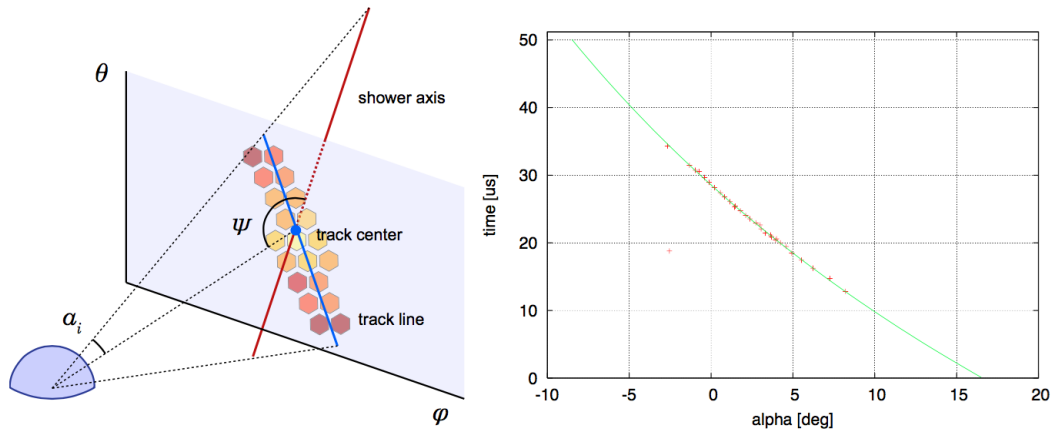 θ
shower axis
Ψ
track center
track line
a_i
φ
50
40
30
20
10
0
time [us]
-10
-5
0
5
10
15
20
alpha [deg]